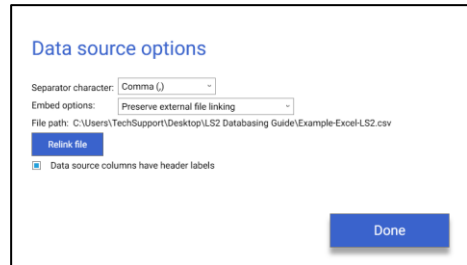 Data source options
Separator character: Comma (,)
Embed options: Preserve external file linking
File path: C:\Users\TechSupport\Desktop\LS2 Databasing Guide\Example-Excel-LS2.csv
Relink file
Data source columns have header labels
Done